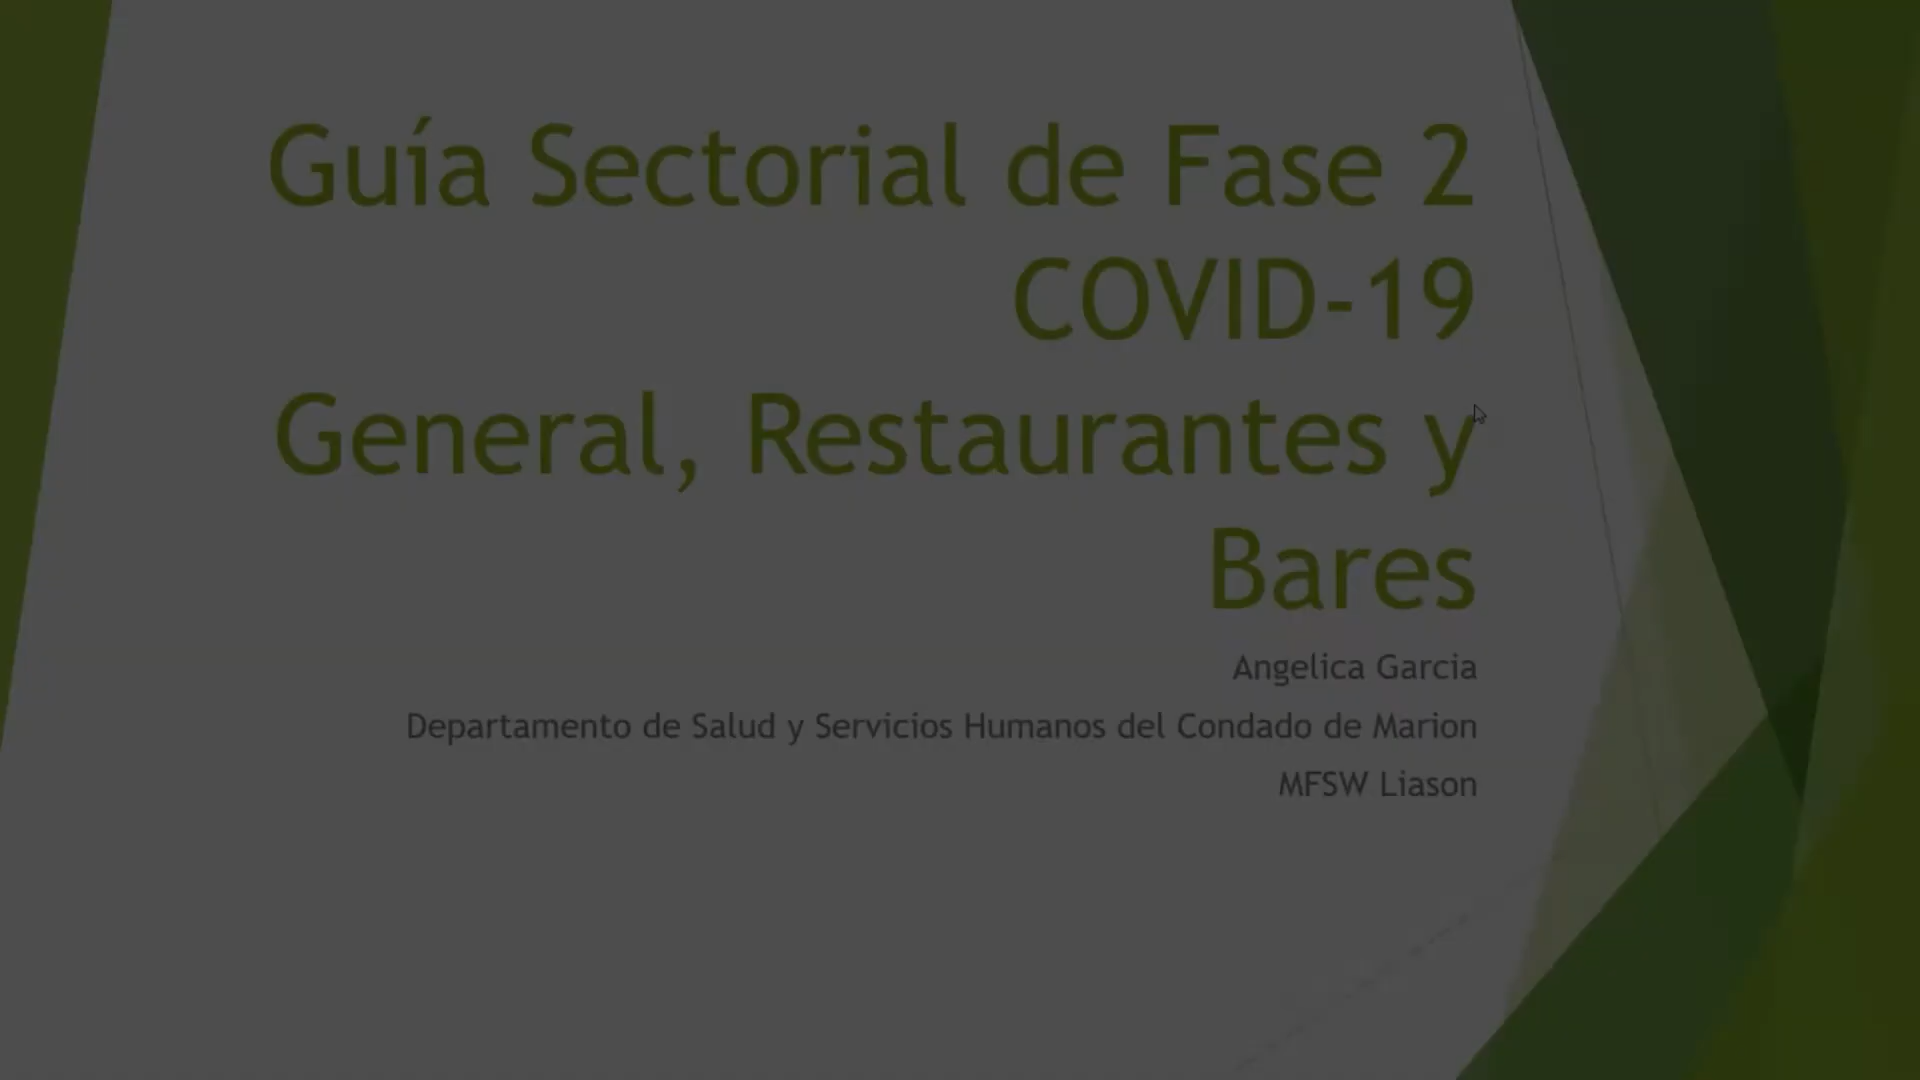 Guía Sectorial de Fase 2
COVID-19
General, Restaurantes y
Bares
Angelica Garcia
Departamento de Salud y Servicios Humanos del Condado de Marion
MFSW Liason